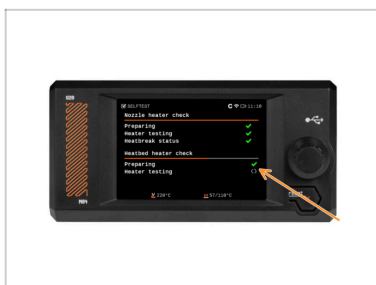 SELFTEST 11:18
Nozzle heater check
Preparing
Heater testing
Heatbreak status
Heatbed heater check
Preparing
Heater testing
220°C 57/110°C